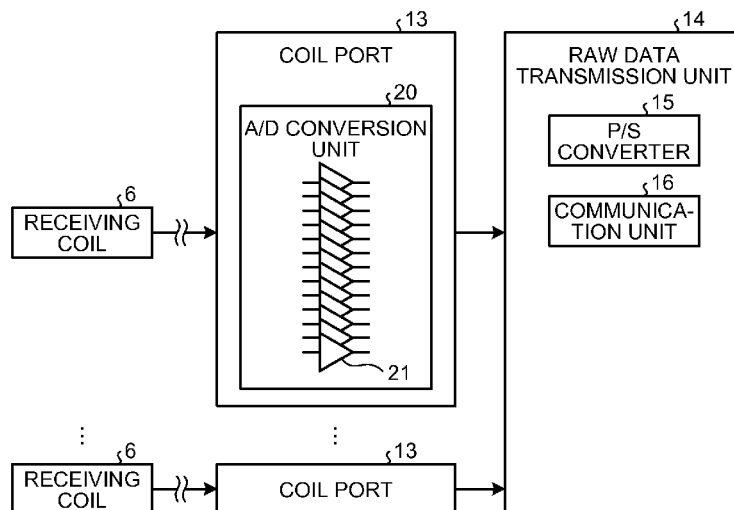 13
COIL PORT
20
A/D CONVERSION
UNIT
21
14
RAW DATA
TRANSMISSION UNIT
15
P/S
CONVERTER
16
COMMUNICA-
TION UNIT
6
RECEIVING
COIL
6
RECEIVING
COIL
13
COIL PORT